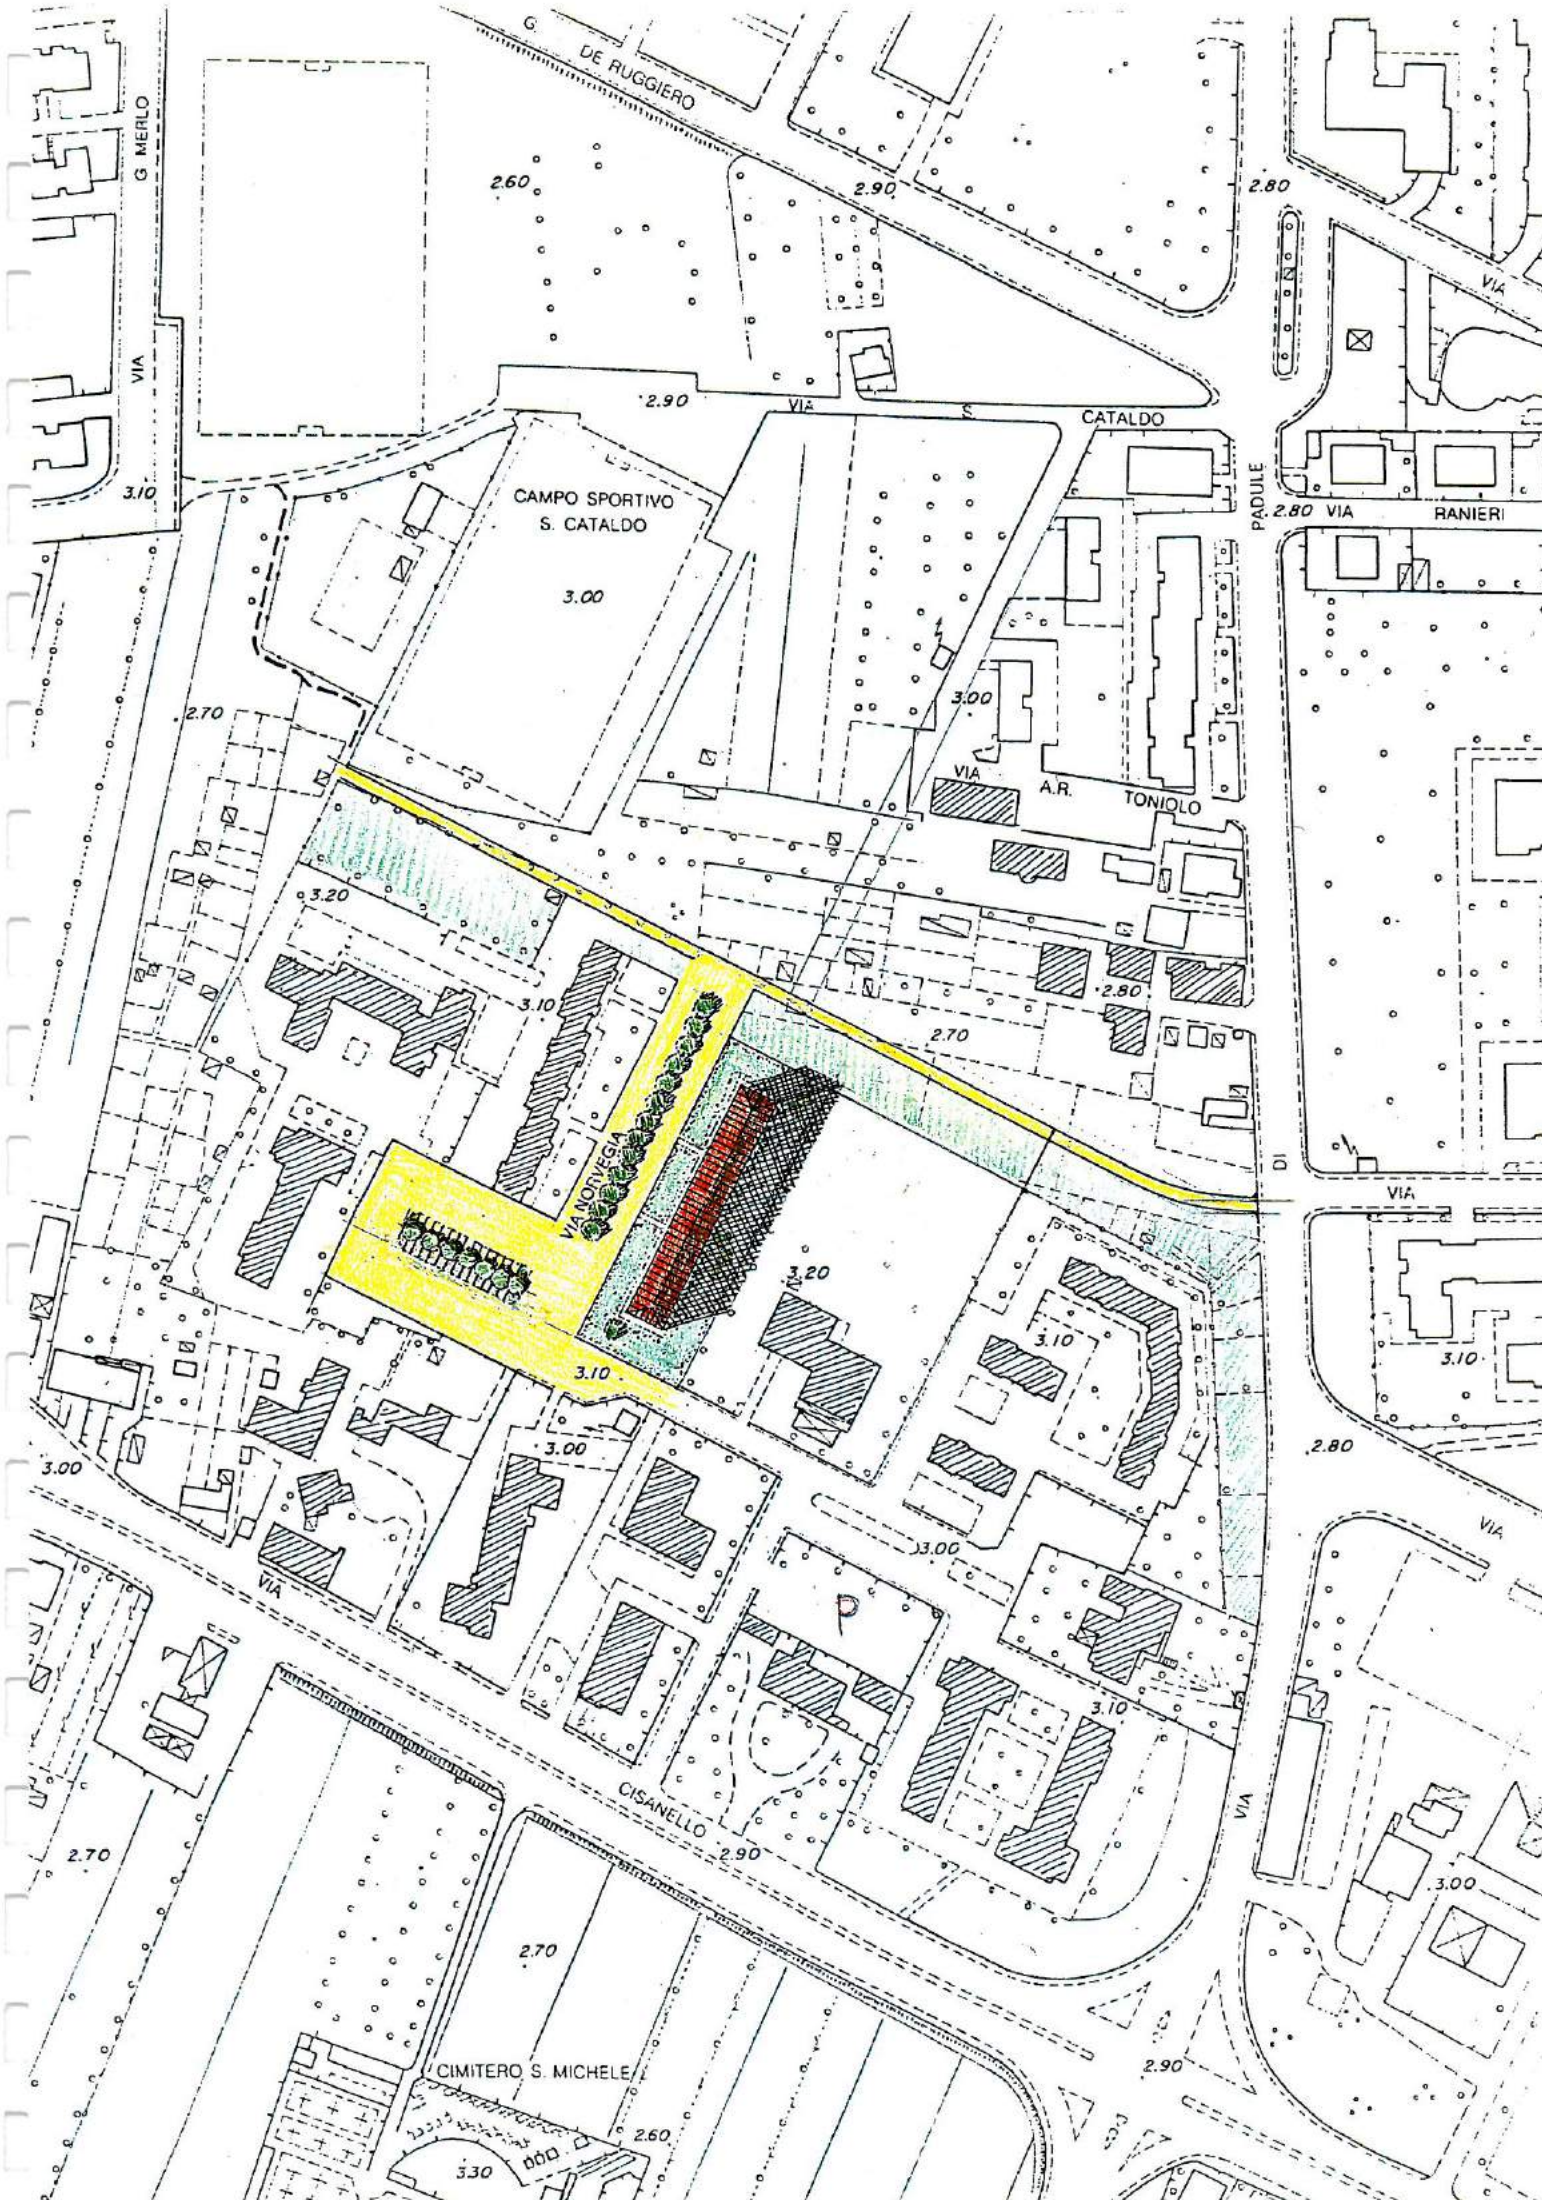 G. DE RUGGIERO
G. MERLO
2.60
2.90
2.80
VIA
VIA
2.90
VIA S. CATALDO
PADULE
3.10
CAMPO SPORTIVO
S. CATALDO
2.80 VIA RANIERI
3.00
2.70
3.00
VIA A.R. TONIOLO
3.20
3.10
2.80
2.70
VIA NORVEGIA
DI
VIA
3.20
3.10
3.10
3.10
3.00
2.80
3.00
VIA
3.00
VIA
P
3.10
CISANELLO
VIA
2.90
2.70
3.00
2.70
2.90
CIMITERO S. MICHELE
2.60
3.30